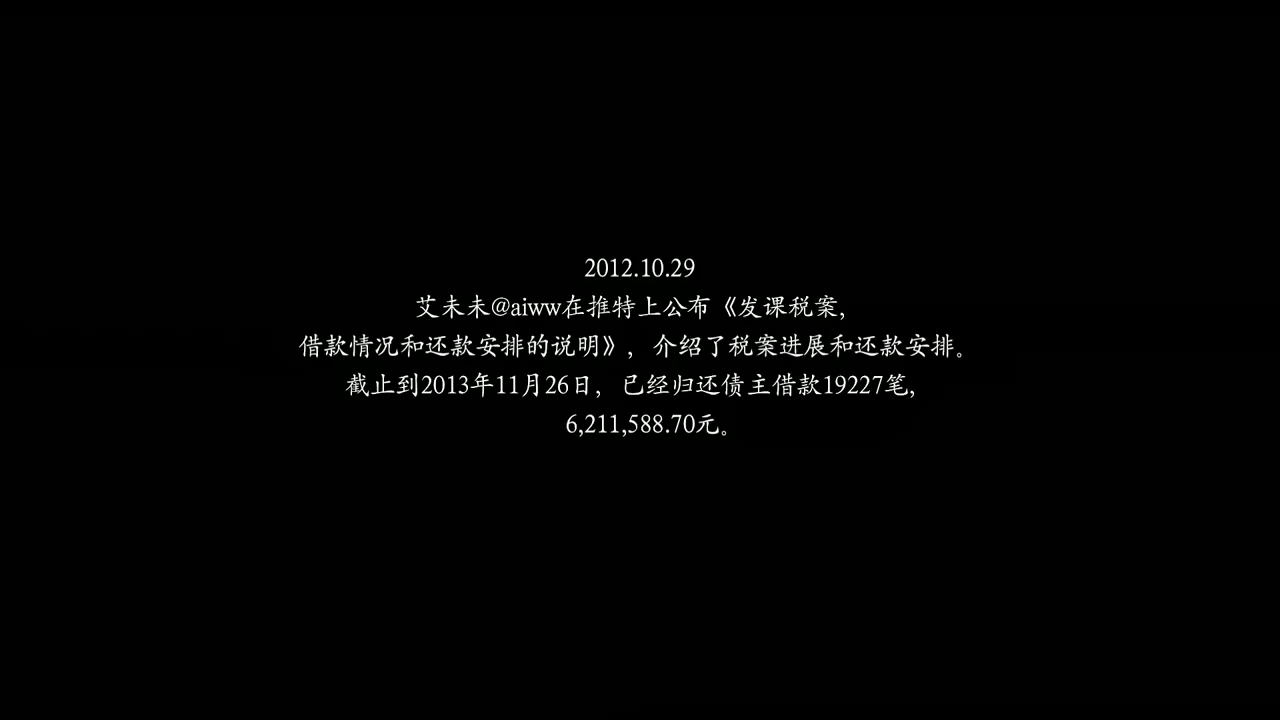 2012.10.29
艾未未@aiww在推特上公布《发课税案,
借款情况和还款安排的说明》, 介绍了税案进展和还款安排。
截止到2013年11月26日, 已经归还债主借款19227笔,
6,211,588.70元。